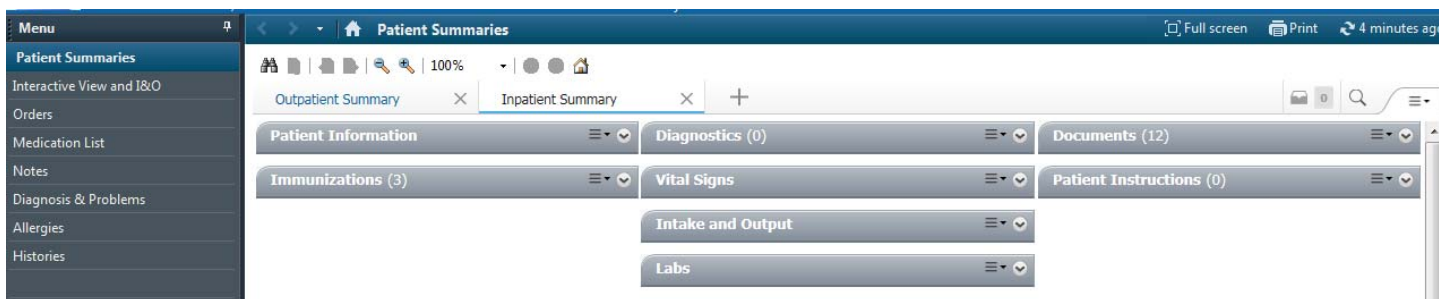 Menu
Patient Summaries
Full screen
Print
4 minutes ago
Patient Summaries
Interactive View and I&O
Orders
Medication List
Notes
Diagnosis & Problems
Allergies
Histories
100%
Outpatient Summary
Inpatient Summary
0
Patient Information
Diagnostics (0)
Documents (12)
Immunizations (3)
Vital Signs
Patient Instructions (0)
Intake and Output
Labs